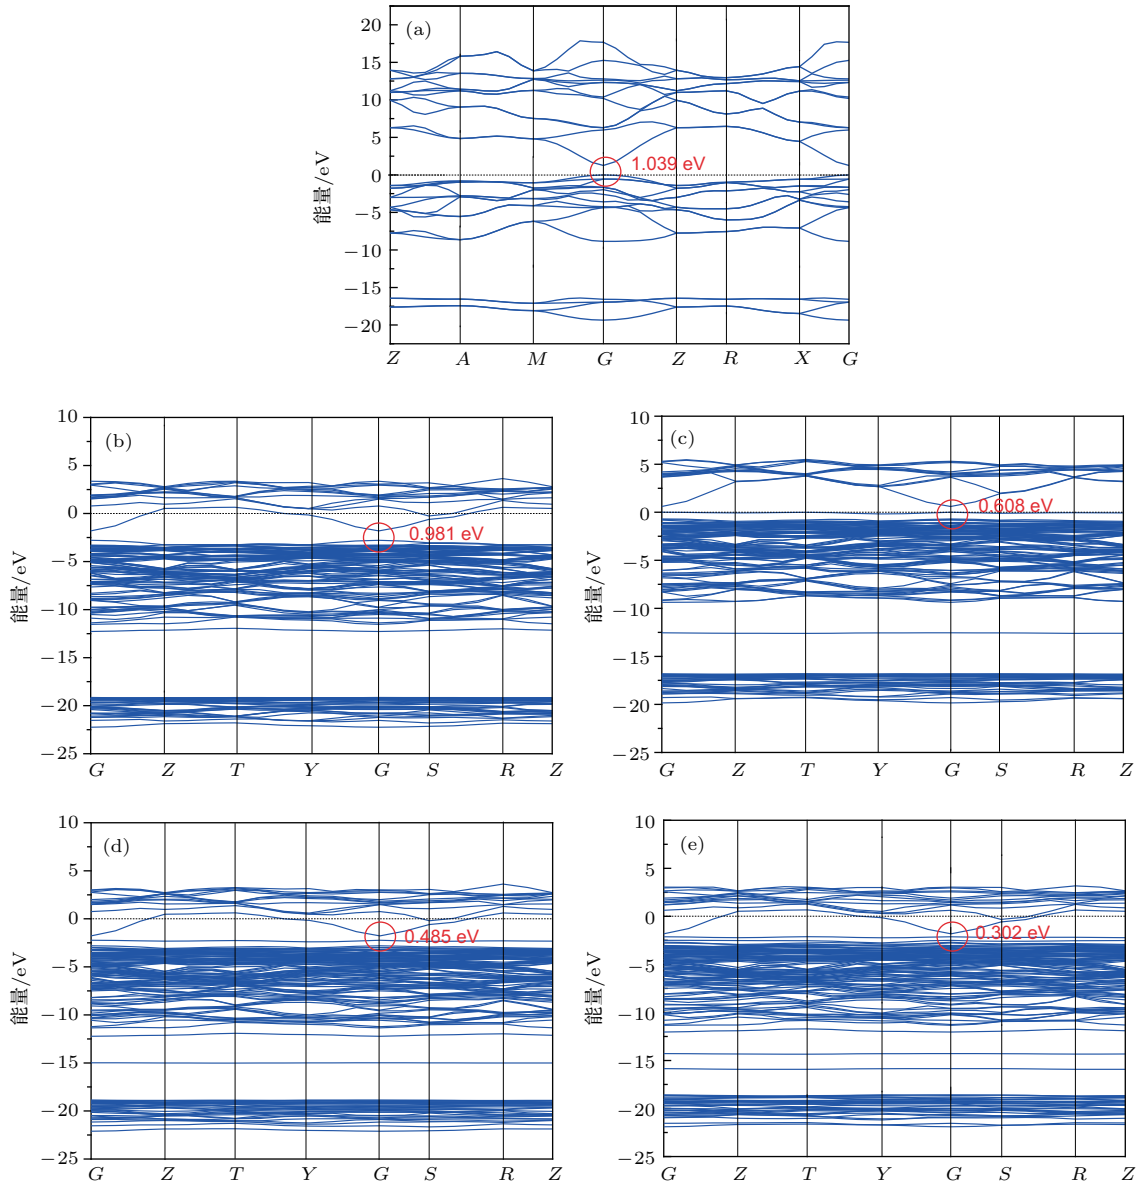 (a)
能量/eV
20
15
10
5
0
−5
−10
−15
−20
1.039 eV
Z A M G Z R X G
(b)
能量/eV
10
5
0
−5
−10
−15
−20
−25
0.981 eV
G Z T Y G S R Z
(c)
能量/eV
10
5
0
−5
−10
−15
−20
−25
0.608 eV
G Z T Y G S R Z
(d)
能量/eV
10
5
0
−5
−10
−15
−20
−25
0.485 eV
G Z T Y G S R Z
(e)
能量/eV
10
5
0
−5
−10
−15
−20
−25
0.302 eV
G Z T Y G S R Z